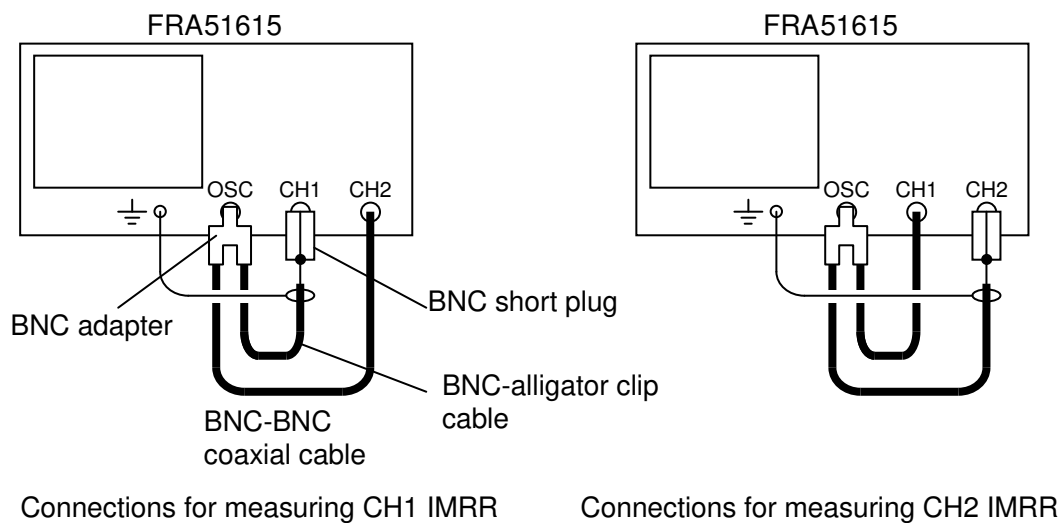 FRA51615
FRA51615
OSC CH1 CH2
OSC CH1 CH2
BNC short plug
BNC adapter
BNC-alligator clip
cable
BNC-BNC
coaxial cable
Connections for measuring CH1 IMRR
Connections for measuring CH2 IMRR